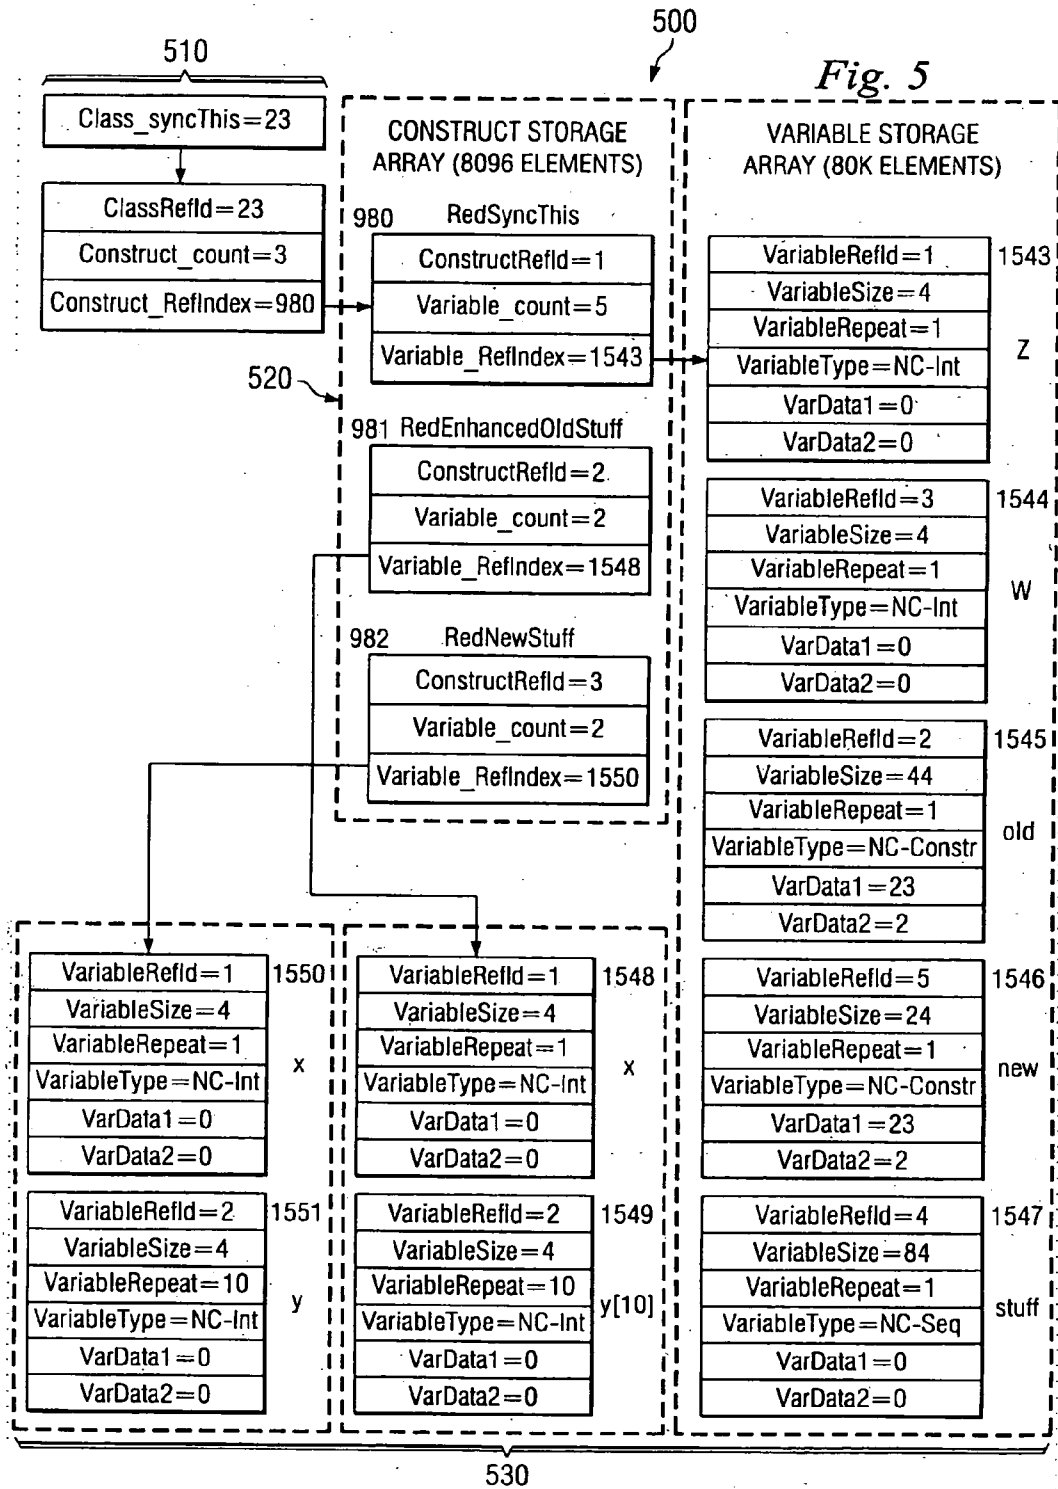 500
510
Fig. 5
Class_syncThis=23
ClassRefId=23
Construct_count=3
Construct_RefIndex=980
CONSTRUCT STORAGE
ARRAY (8096 ELEMENTS)
980
RedSyncThis
ConstructRefId=1
Variable_count=5
Variable_RefIndex=1543
520
981
RedEnhancedOldStuff
ConstructRefId=2
Variable_count=2
Variable_RefIndex=1548
982
RedNewStuff
ConstructRefId=3
Variable_count=2
Variable_RefIndex=1550
VARIABLE STORAGE
ARRAY (80K ELEMENTS)
VariableRefId=1
1543
VariableSize=4
VariableRepeat=1
Z
VariableType=NC-Int
VarData1=0
VarData2=0
VariableRefId=3
1544
VariableSize=4
VariableRepeat=1
W
VariableType=NC-Int
VarData1=0
VarData2=0
VariableRefId=2
1545
VariableSize=44
VariableRepeat=1
old
VariableType=NC-Constr
VarData1=23
VarData2=2
VariableRefId=5
1546
VariableSize=24
VariableRepeat=1
new
VariableType=NC-Constr
VarData1=23
VarData2=2
VariableRefId=4
1547
VariableSize=84
VariableRepeat=1
stuff
VariableType=NC-Seq
VarData1=0
VarData2=0
VariableRefId=1
1550
VariableSize=4
VariableRepeat=1
x
VariableType=NC-Int
VarData1=0
VarData2=0
VariableRefId=2
1551
VariableSize=4
VariableRepeat=10
y
VariableType=NC-Int
VarData1=0
VarData2=0
VariableRefId=1
1548
VariableSize=4
VariableRepeat=1
x
VariableType=NC-Int
VarData1=0
VarData2=0
VariableRefId=2
1549
VariableSize=4
VariableRepeat=10
y[10]
VariableType=NC-Int
VarData1=0
VarData2=0
530